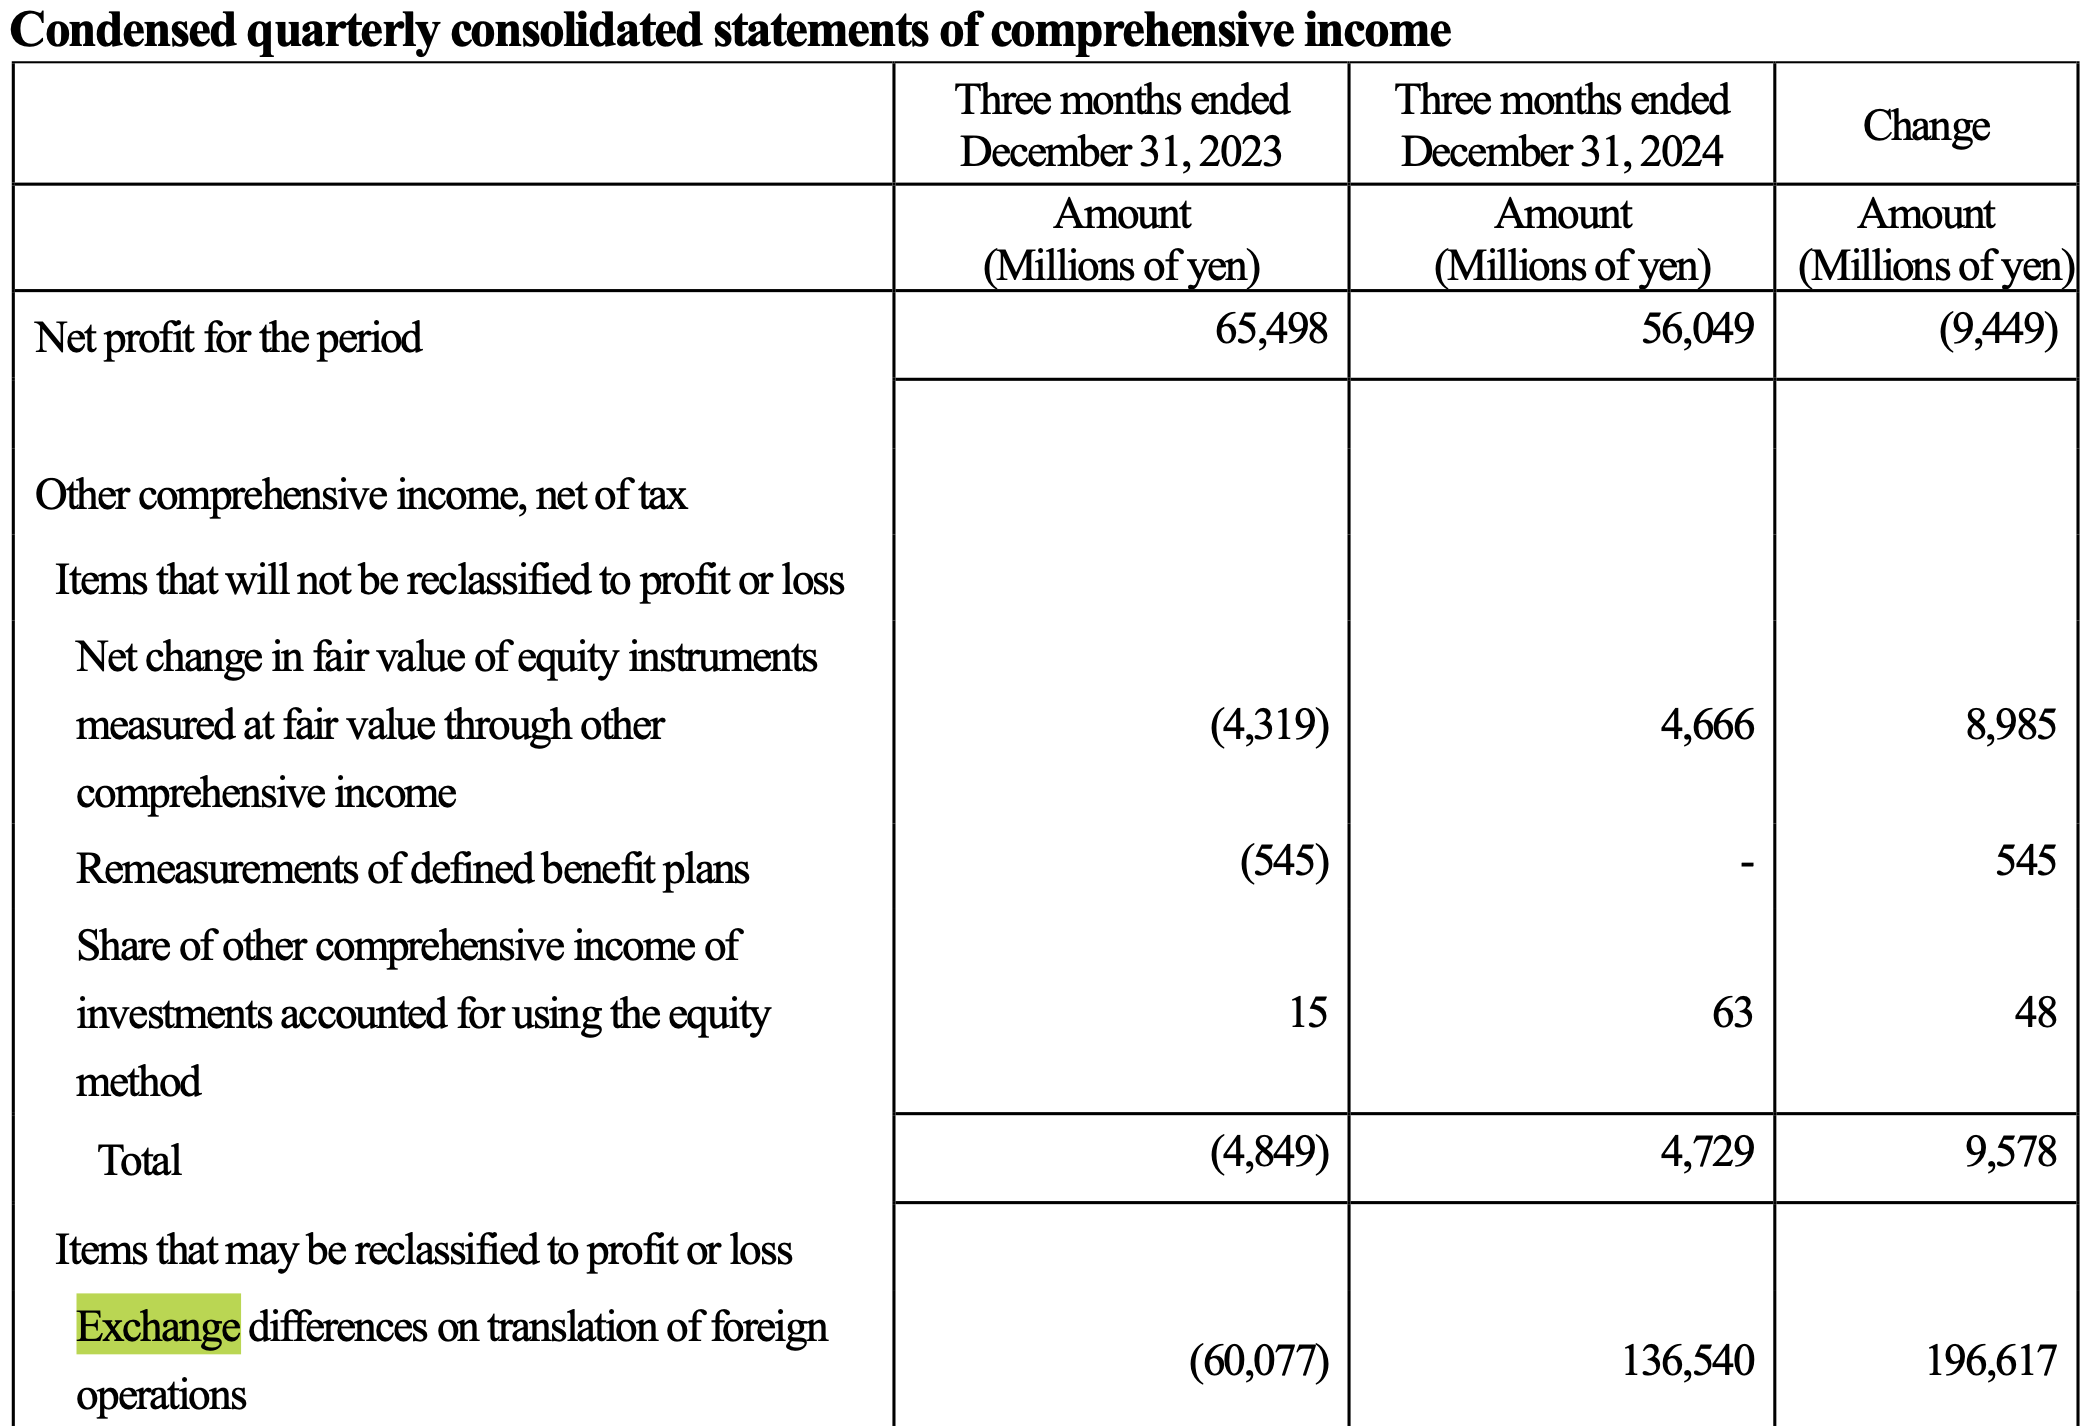 Condensed quarterly consolidated statements of comprehensive income
Three months ended Three months ended Change
December 31, 2023 December 31, 2024
Amount Amount Amount
(Millions of yen) (Millions of yen) (Millions of yen)
Net profit for the period 65,498 56,049 (9,449)
Other comprehensive income, net of tax
Items that will not be reclassified to profit or loss
Net change in fair value of equity instruments
measured at fair value through other (4,319) 4,666 8,985
comprehensive income
Remeasurements of defined benefit plans (545) - 545
Share of other comprehensive income of
investments accounted for using the equity 15 63 48
method
Total (4,849) 4,729 9,578
Items that may be reclassified to profit or loss
Exchange differences on translation of foreign
operations (60,077) 136,540 196,617